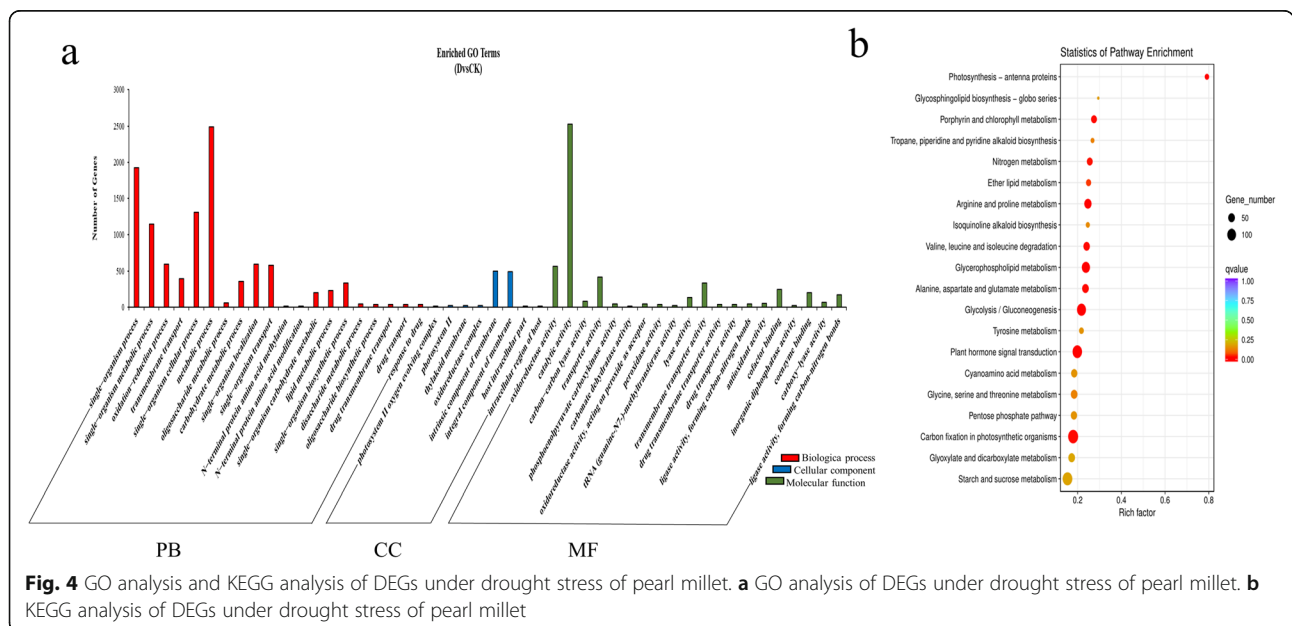 a
Enriched GO Terms
(DvsCK)
Number of Genes
3000
2500
2000
1500
1000
500
0
single-organism process
single-organism metabolic process
oxidation-reduction process
transmembrane transport
single-organism cellular process
metabolic process
oligosaccharide metabolic process
carbohydrate metabolic process
single-organism localization
single-organism transport
N-terminal protein amino acid methylation
N-terminal protein amino acid modification
single-organism carbohydrate metabolic
lipid metabolic process
single-organism biosynthetic process
disaccharide metabolic process
oligosaccharide biosynthetic process
drug transmembrane transport
drug transport
response to drug
photosystem II oxygen evolving complex
photosystem II
thylakoid membrane
oxidoreductase complex
intrinsic component of membrane
integral component of membrane
host intracellular part
intracellular region of host
oxidoreductase activity
catalytic activity
carbon-carbon lyase activity
transporter activity
phosphoenolpyruvate carboxykinase activity
carbonate dehydratase activity
oxidoreductase activity, acting on peroxide as acceptor
peroxidase activity
tRNA (guanine-N7-)-methyltransferase activity
lyase activity
transmembrane transporter activity
drug transmembrane transporter activity
drug transporter activity
ligase activity, forming carbon-nitrogen bonds
antioxidant activity
cofactor binding
inorganic diphosphatase activity
coenzyme binding
carboxy-lyase activity
ligase activity, forming carbon-nitrogen bonds
Biologica process
Cellular component
Molecular function
PB
CC
MF
b
Statistics of Pathway Enrichment
Photosynthesis - antenna proteins
Glycosphingolipid biosynthesis - globo series
Porphyrin and chlorophyll metabolism
Tropane, piperidine and pyridine alkaloid biosynthesis
Nitrogen metabolism
Ether lipid metabolism
Arginine and proline metabolism
Isoquinoline alkaloid biosynthesis
Valine, leucine and isoleucine degradation
Glycerophospholipid metabolism
Alanine, aspartate and glutamate metabolism
Glycolysis / Gluconeogenesis
Tyrosine metabolism
Plant hormone signal transduction
Cyanoamino acid metabolism
Glycine, serine and threonine metabolism
Pentose phosphate pathway
Carbon fixation in photosynthetic organisms
Glyoxylate and dicarboxylate metabolism
Starch and sucrose metabolism
0.2
0.4
0.6
0.8
Rich factor
Gene_number
50
100
qvalue
1.00
0.75
0.50
0.25
0.00
Fig. 4 GO analysis and KEGG analysis of DEGs under drought stress of pearl millet. a GO analysis of DEGs under drought stress of pearl millet. b
KEGG analysis of DEGs under drought stress of pearl millet